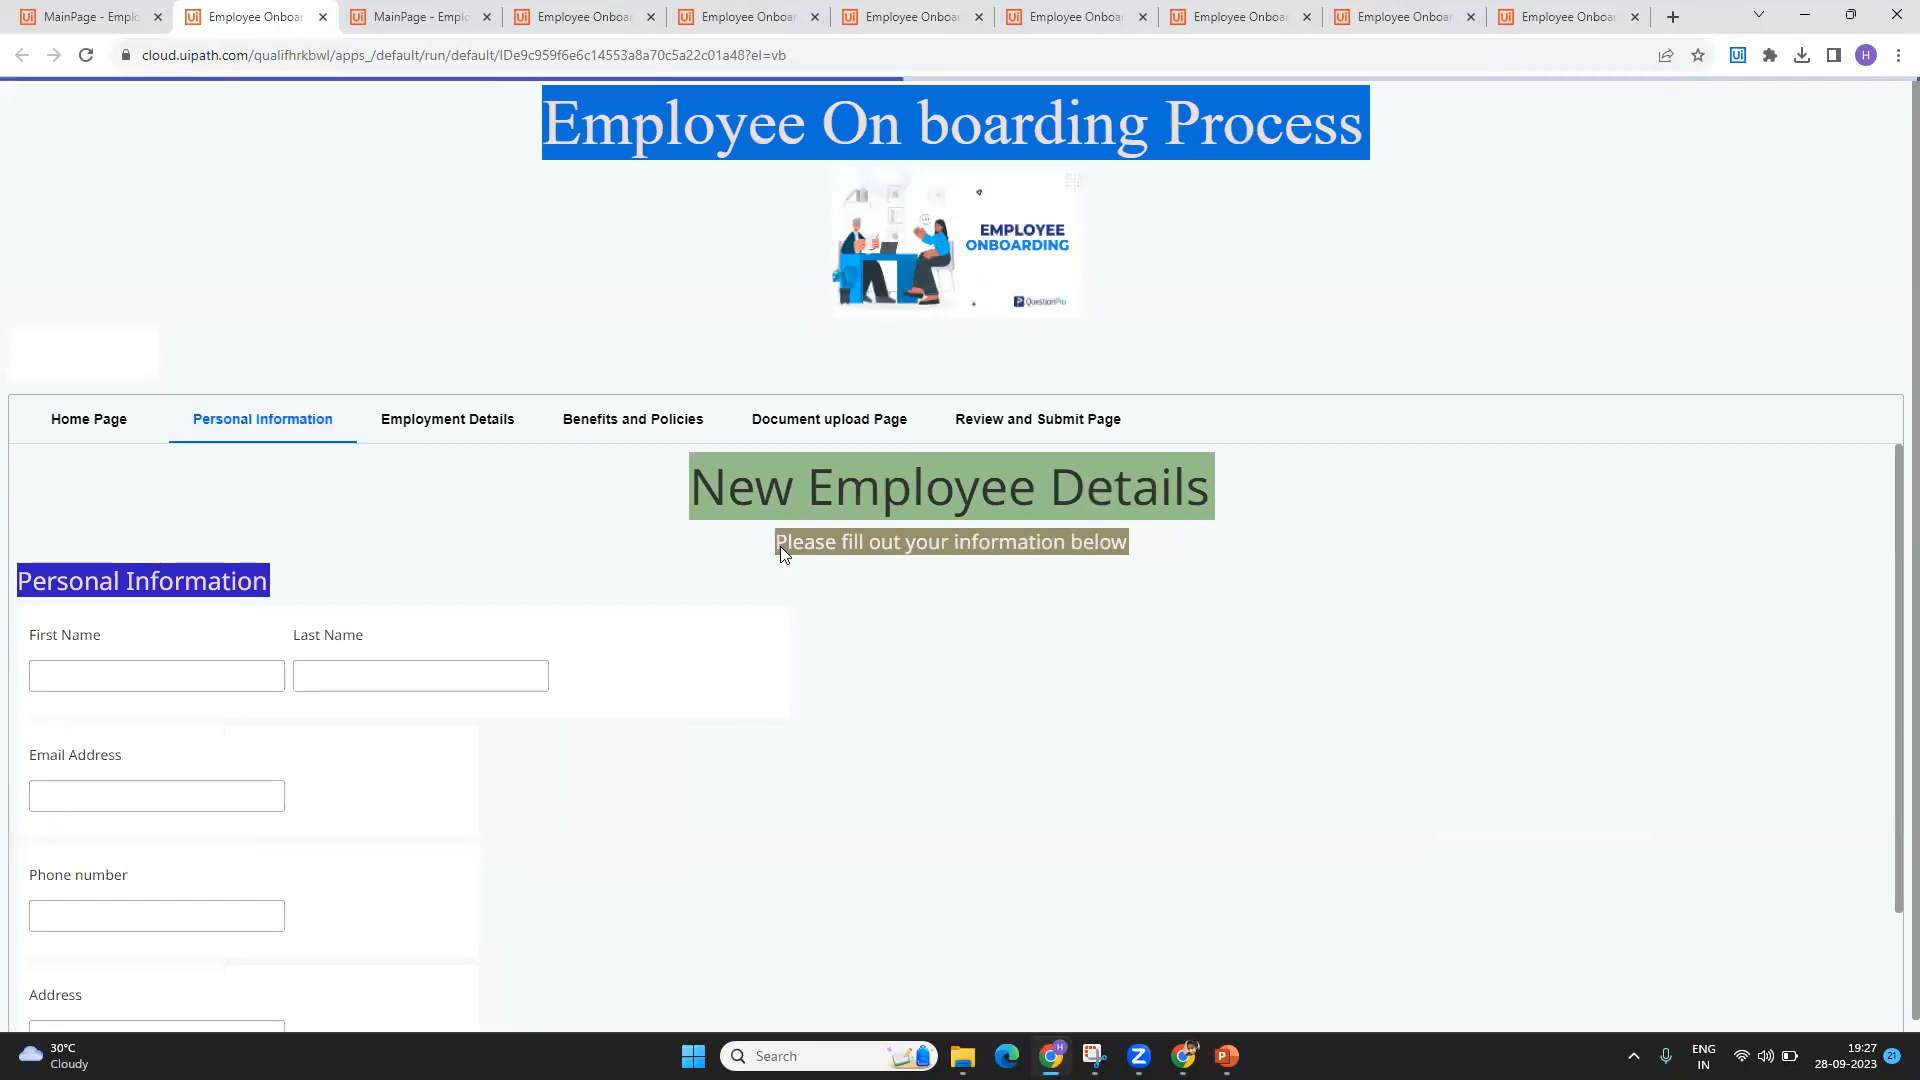 MainPage - Emplo
Employee Onboar
MainPage - Emplo
Employee Onboar
Employee Onboar
Employee Onboar
Employee Onboar
Employee Onboar
Employee Onboar
Employee Onboar
cloud.uipath.com/qualifhrkbwl/apps_/default/run/default/IDe9c959f6e6c14553a8a70c5a22c01a48?el=vb
Employee On boarding Process
EMPLOYEE
ONBOARDING
QuestionPro
Home Page
Personal Information
Employment Details
Benefits and Policies
Document upload Page
Review and Submit Page
New Employee Details
Please fill out your information below
Personal Information
First Name
Last Name
Email Address
Phone number
Address
30°C
Cloudy
Search
ENG
IN
19:27
28-09-2023
21